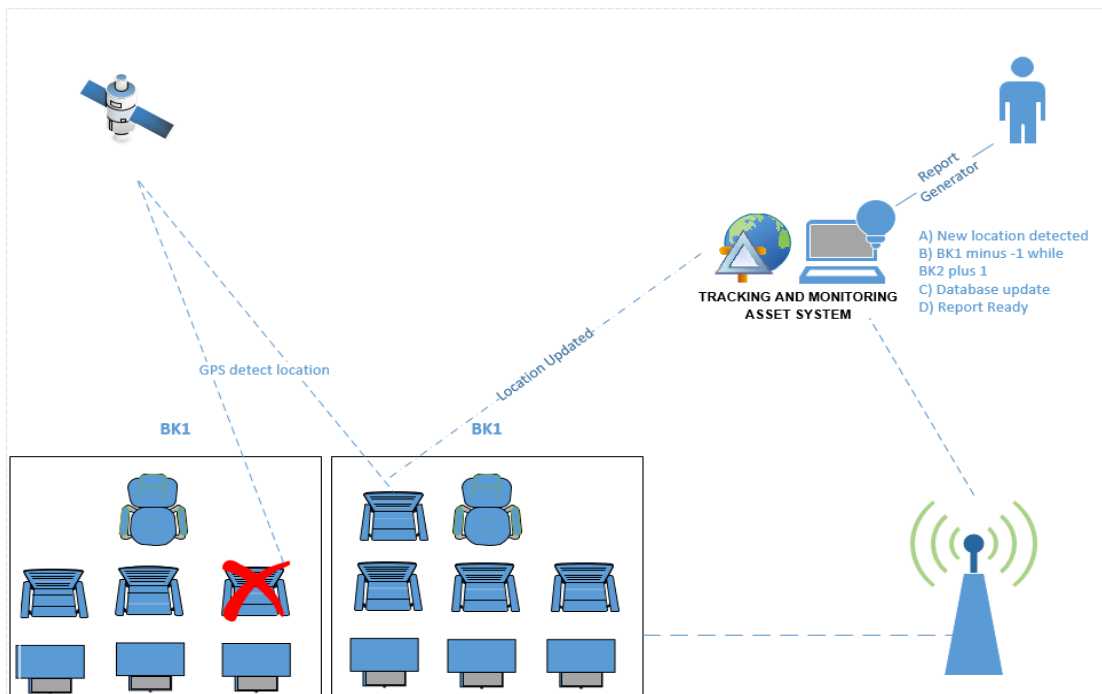 Report
Generator
A) New location detected
B) BK1 minus -1 while
BK2 plus 1
C) Database update
D) Report Ready
TRACKING AND MONITORING
ASSET SYSTEM
Location Updated
GPS detect location
BK1
BK1